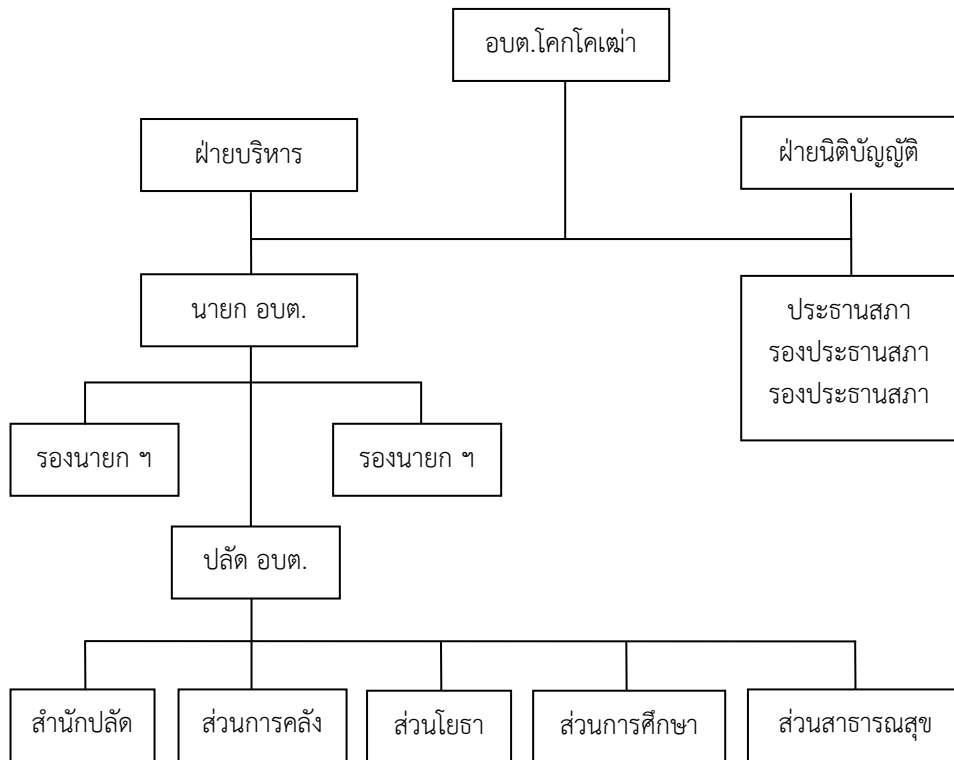 อบต.โคกโคเฒ่า
ฝ่ายบริหาร
ฝ่ายนิติบัญญัติ
นายก อบต.
ประธานสภา
รองประธานสภา
รองประธานสภา
รองนายก ฯ
รองนายก ฯ
ปลัด อบต.
สำนักปลัด
ส่วนการคลัง
ส่วนโยธา
ส่วนการศึกษา
ส่วนสาธารณสุข